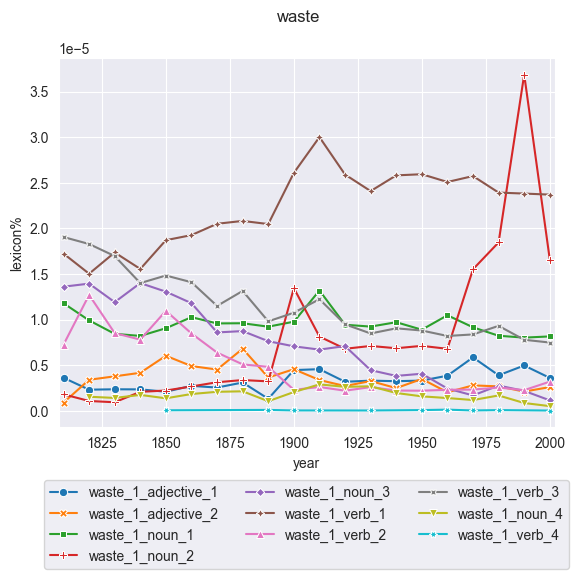 waste
1e−5
3.5
3.0
2.5
2.0
1.5
1.0
0.5
0.0
lexicon%
1825 1850 1875 1900 1925 1950 1975 2000
year
waste_1_adjective_1 waste_1_noun_3 waste_1_verb_3
waste_1_adjective_2 waste_1_verb_1 waste_1_noun_4
waste_1_noun_1 waste_1_verb_2 waste_1_verb_4
waste_1_noun_2